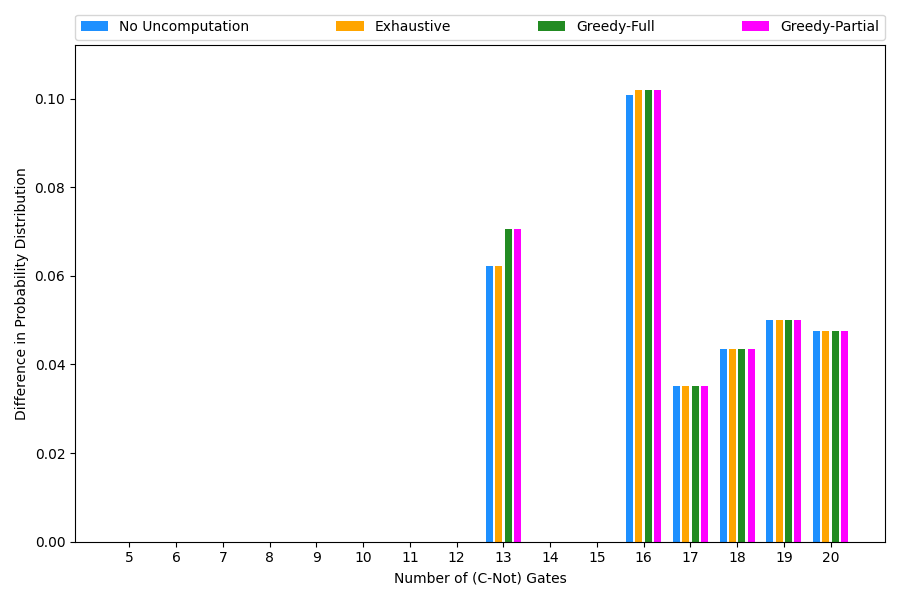 No Uncomputation Exhaustive Greedy-Full Greedy-Partial
Difference in Probability Distribution
0.10
0.08
0.06
0.04
0.02
0.00
5 6 7 8 9 10 11 12 13 14 15 16 17 18 19 20
Number of (C-Not) Gates